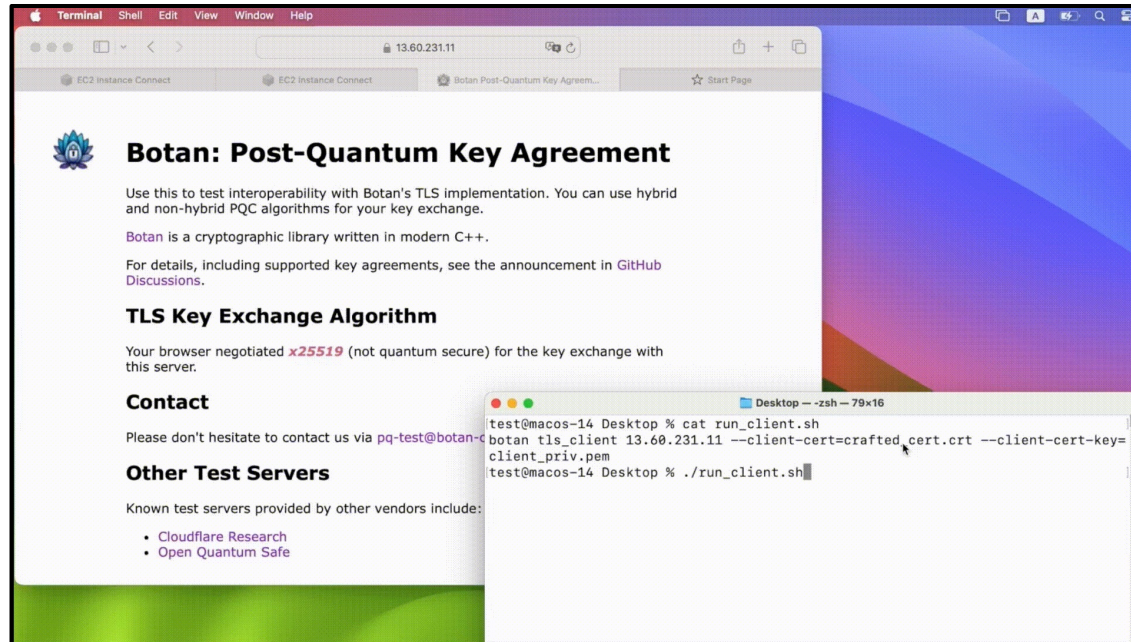 Terminal Shell Edit View Window Help
A
13.60.231.11
EC2 Instance Connect
EC2 Instance Connect
Botan Post-Quantum Key Agreem...
Start Page
Botan: Post-Quantum Key Agreement
Use this to test interoperability with Botan's TLS implementation. You can use hybrid
and non-hybrid PQC algorithms for your key exchange.
Botan is a cryptographic library written in modern C++.
For details, including supported key agreements, see the announcement in GitHub
Discussions.
TLS Key Exchange Algorithm
Your browser negotiated x25519 (not quantum secure) for the key exchange with
this server.
Contact
Please don't hesitate to contact us via pq-test@botan-c
Other Test Servers
Known test servers provided by other vendors include:
• Cloudflare Research
• Open Quantum Safe
Desktop — -zsh — 79×16
test@macos-14 Desktop % cat run_client.sh
botan tls_client 13.60.231.11 --client-cert=crafted_cert.crt --client-cert-key=
client_priv.pem
test@macos-14 Desktop % ./run_client.sh